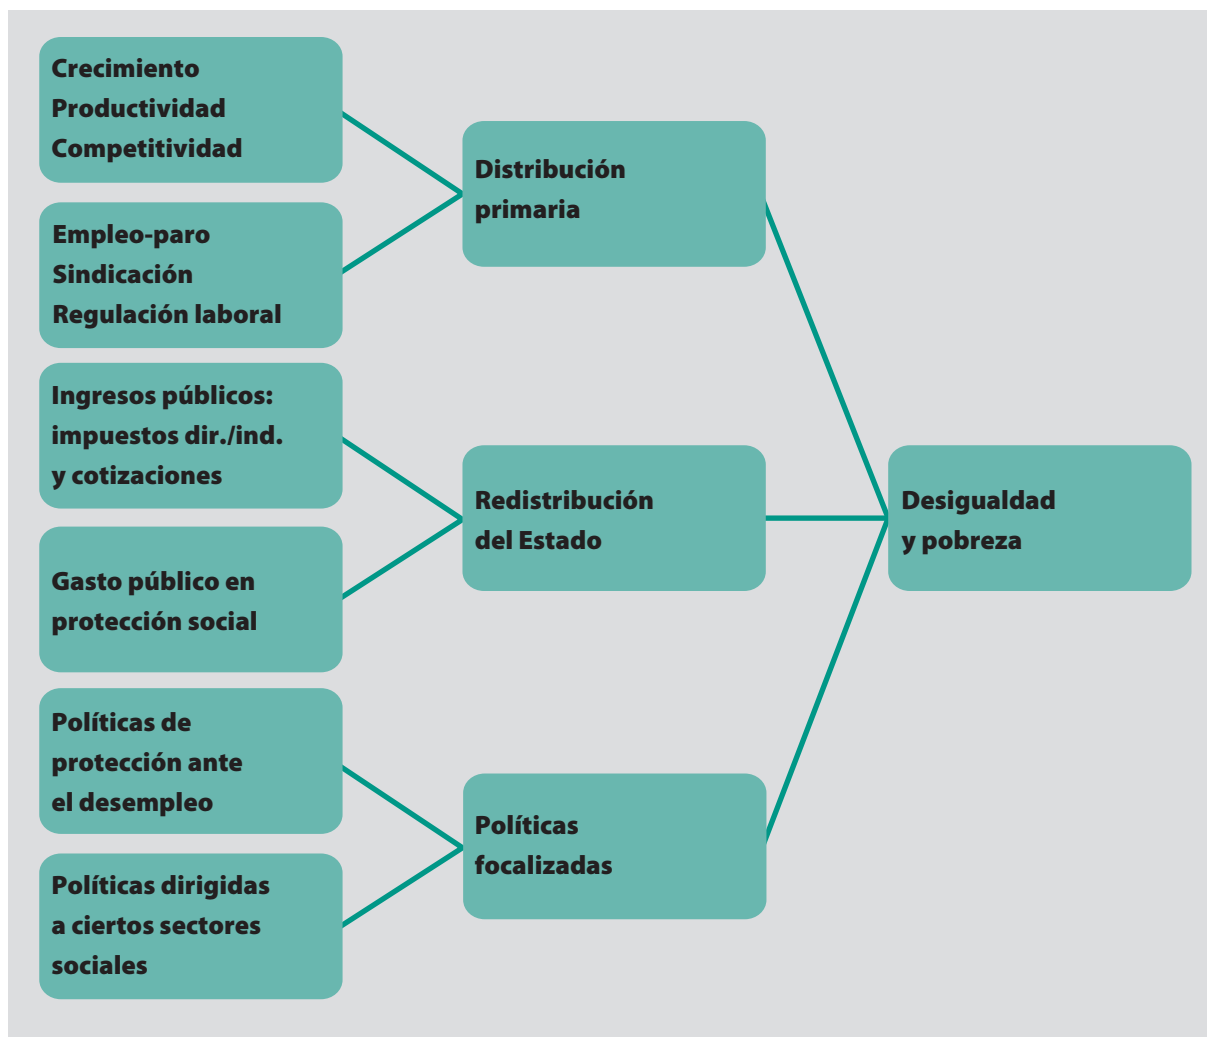 Crecimiento
Productividad
Competitividad
Empleo-paro
Sindicación
Regulación laboral
Ingresos públicos:
impuestos dir./ind.
y cotizaciones
Gasto público en
protección social
Políticas de
protección ante
el desempleo
Políticas dirigidas
a ciertos sectores
sociales
Distribución
primaria
Redistribución
del Estado
Políticas
focalizadas
Desigualdad
y pobreza